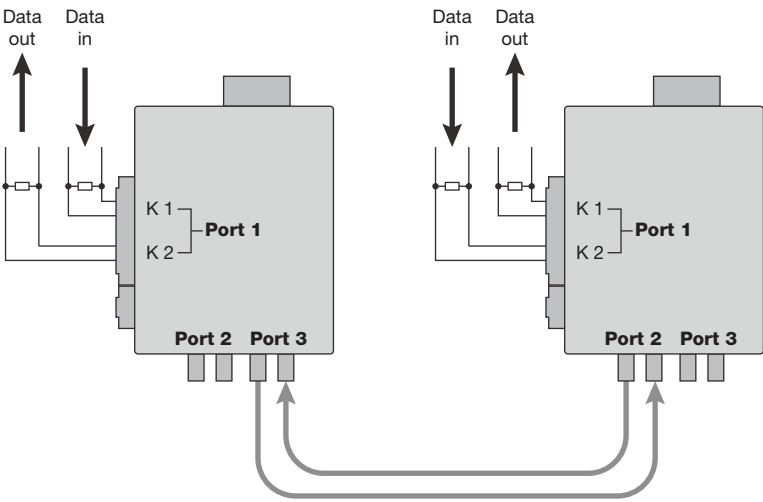 Data Data
out in
K 1
Port 1
K 2
Port 2 Port 3
Data Data
in out
K 1
Port 1
K 2
Port 2 Port 3